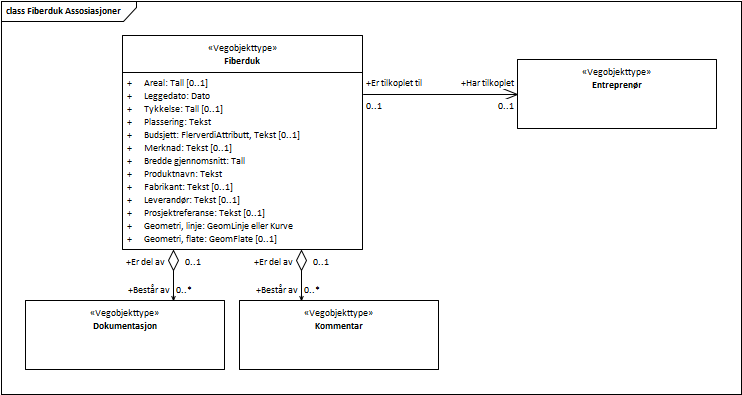 class Fiberduk Assosiasjoner
«Vegobjekttype»
Fiberduk
+ Areal: Tall [0..1]
+ Leggedato: Dato
+ Tykkelse: Tall [0..1]
+ Plassering: Tekst
+ Budsjett: FlerverdiAttributt, Tekst [0..1]
+ Merknad: Tekst [0..1]
+ Bredde gjennomsnitt: Tall
+ Produktnavn: Tekst
+ Fabrikant: Tekst [0..1]
+ Leverandør: Tekst [0..1]
+ Prosjektreferanse: Tekst [0..1]
+ Geometri, linje: GeomLinje eller Kurve
+ Geometri, flate: GeomFlate [0..1]
+Er tilkoplet til +Har tilkoplet
0..1 0..1
«Vegobjekttype»
Entreprenør
+Er del av 0..1 +Er del av 0..1
+Består av 0..* +Består av 0..*
«Vegobjekttype»
Dokumentasjon
«Vegobjekttype»
Kommentar